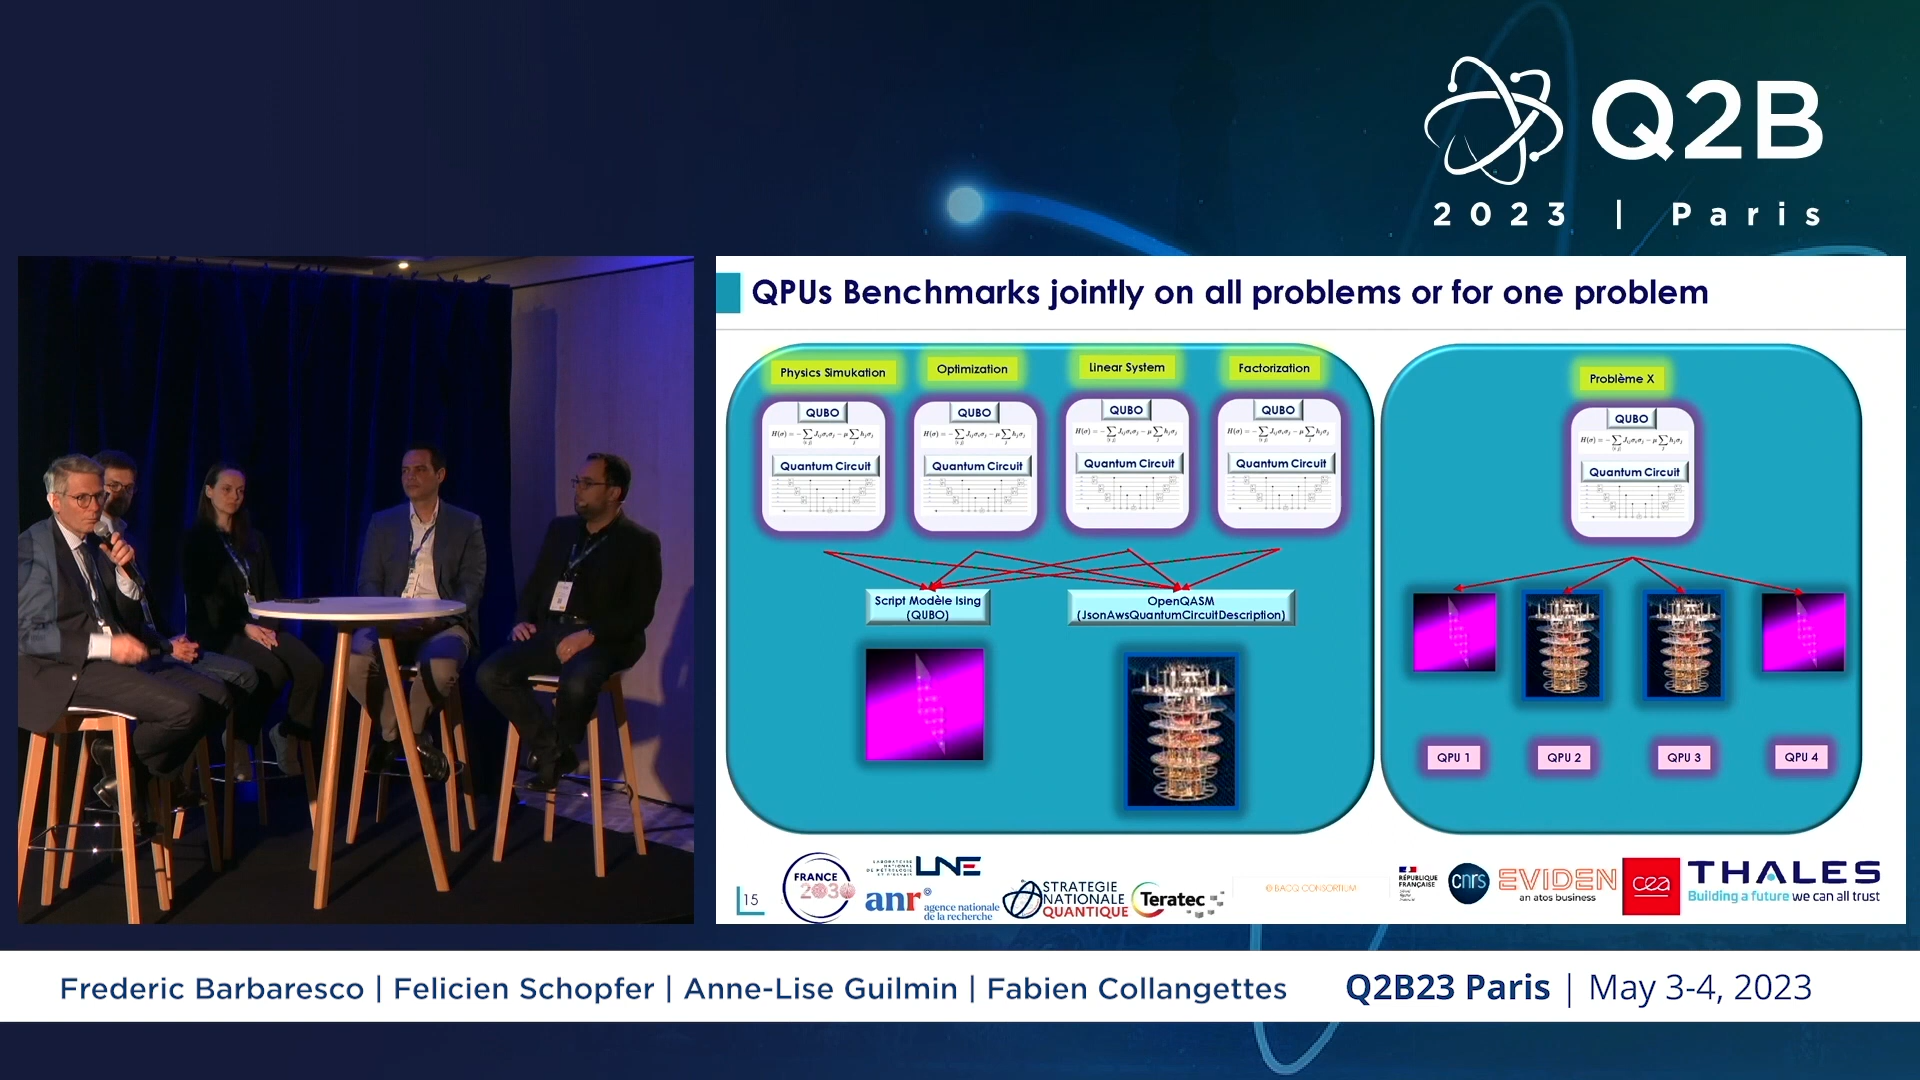 Q2B
2023 | Paris
QPUs Benchmarks jointly on all problems or for one problem
Physics Simukation
Optimization
Linear System
Factorization
QUBO
QUBO
QUBO
QUBO
Quantum Circuit
Quantum Circuit
Quantum Circuit
Quantum Circuit
Script Modèle Ising
(QUBO)
OpenQASM
(JsonAwsQuantumCircuitDescription)
Problème X
QUBO
Quantum Circuit
QPU 1
QPU 2
QPU 3
QPU 4
15
FRANCE
2030
LNE
anr
agence nationale
de la recherche
STRATEGIE
NATIONALE
QUANTIQUE
Teratec
© BACQ CONSORTIUM
RÉPUBLIQUE
FRANÇAISE
cnrs
EVIDEN
an atos business
cea
THALES
Building a future we can all trust
Frederic Barbaresco | Felicien Schopfer | Anne-Lise Guilmin | Fabien Collangettes
Q2B23 Paris | May 3-4, 2023